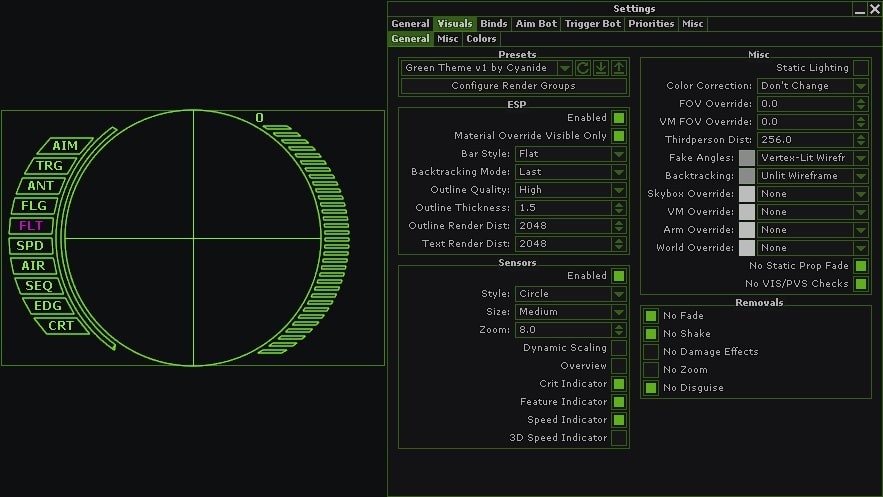 Settings
General Visuals Binds Aim Bot Trigger Bot Priorities Misc
General Misc Colors
0
AIM
TRG
ANT
FLG
FLT
SPD
AIR
SEQ
EDG
CRT
Presets
Green Theme v1 by Cyanide
Configure Render Groups
ESP
Enabled
Material Override Visible Only
Bar Style: Flat
Backtracking Mode: Last
Outline Quality: High
Outline Thickness: 1.5
Outline Render Dist: 2048
Text Render Dist: 2048
Sensors
Enabled
Style: Circle
Size: Medium
Zoom: 8.0
Dynamic Scaling
Overview
Crit Indicator
Feature Indicator
Speed Indicator
3D Speed Indicator
Misc
Static Lighting
Color Correction: Don't Change
FOV Override: 0.0
VM FOV Override: 0.0
Thirdperson Dist: 256.0
Fake Angles: Vertex-Lit Wirefr
Backtracking: Unlit Wireframe
Skybox Override: None
VM Override: None
Arm Override: None
World Override: None
No Static Prop Fade
No VIS/PVS Checks
Removals
No Fade
No Shake
No Damage Effects
No Zoom
No Disguise